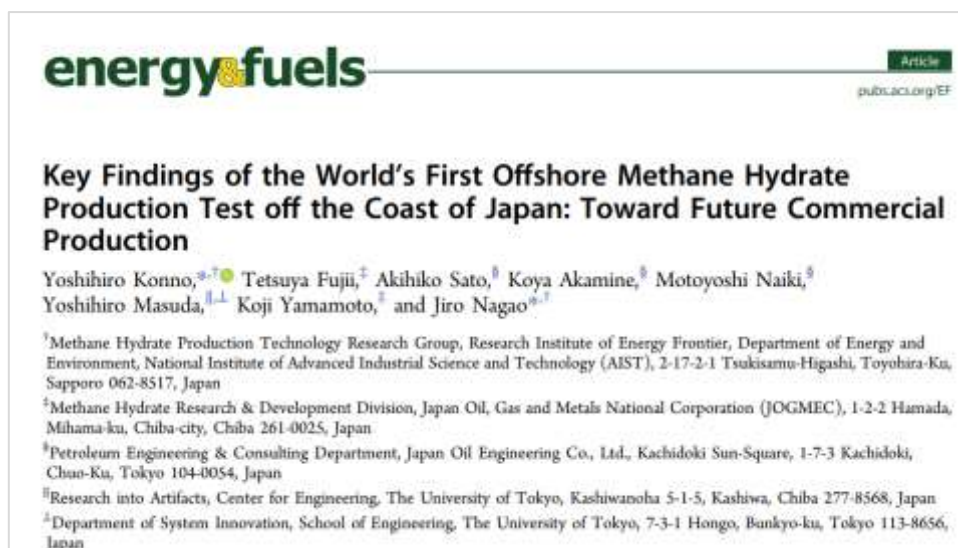 energy&fuels
Article
pubs.acs.org/EF
Key Findings of the World's First Offshore Methane Hydrate
Production Test off the Coast of Japan: Toward Future Commercial
Production
Yoshihiro Konno,*,† Tetsuya Fujii,‡ Akihiko Sato,§ Koya Akamine,§ Motoyoshi Naiki,§
Yoshihiro Masuda,∥,⊥ Koji Yamamoto,‡ and Jiro Nagao*,†
†Methane Hydrate Production Technology Research Group, Research Institute of Energy Frontier, Department of Energy and
Environment, National Institute of Advanced Industrial Science and Technology (AIST), 2-17-2-1 Tsukisamu-Higashi, Toyohira-Ku,
Sapporo 062-8517, Japan
‡Methane Hydrate Research & Development Division, Japan Oil, Gas and Metals National Corporation (JOGMEC), 1-2-2 Hamada,
Mihama-ku, Chiba-city, Chiba 261-0025, Japan
§Petroleum Engineering & Consulting Department, Japan Oil Engineering Co., Ltd., Kachidoki Sun-Square, 1-7-3 Kachidoki,
Chuo-Ku, Tokyo 104-0054, Japan
∥Research into Artifacts, Center for Engineering, The University of Tokyo, Kashiwanoha 5-1-5, Kashiwa, Chiba 277-8568, Japan
⊥Department of System Innovation, School of Engineering, The University of Tokyo, 7-3-1 Hongo, Bunkyo-ku, Tokyo 113-8656,
Japan